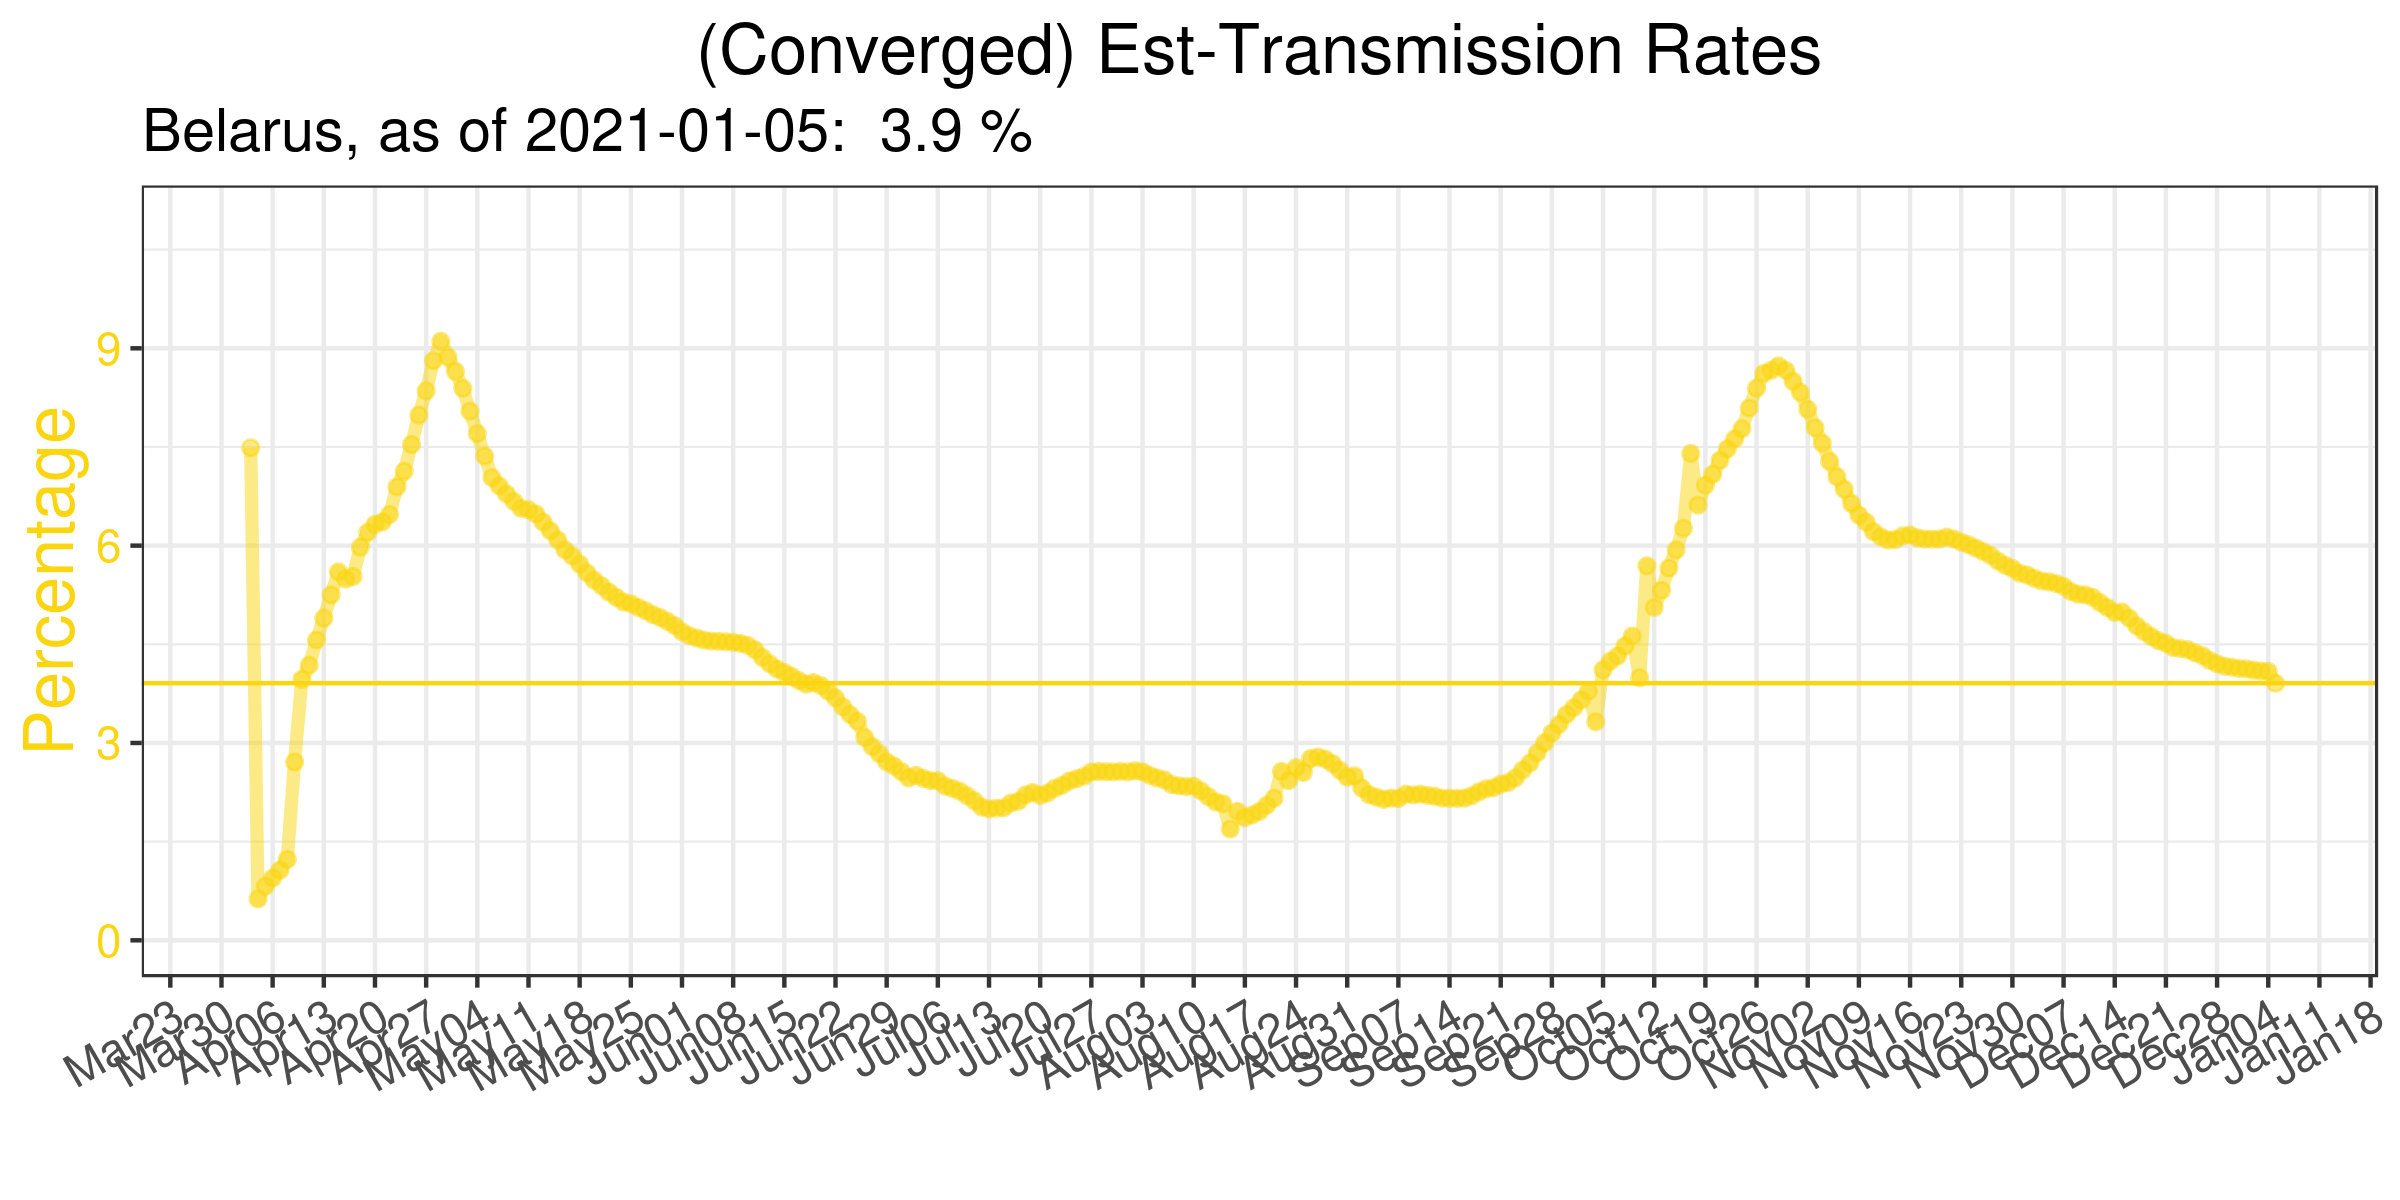 (Converged) Est-Transmission Rates
Belarus, as of 2021-01-05:  3.9 %
Percentage
9
6
3
0
Mar23
Mar30
Apr06
Apr13
Apr20
Apr27
May04
May11
May18
May25
Jun01
Jun08
Jun15
Jun22
Jun29
Jul06
Jul13
Jul20
Jul27
Aug03
Aug10
Aug17
Aug24
Aug31
Sep07
Sep14
Sep21
Sep28
Oct05
Oct12
Oct19
Oct26
Nov02
Nov09
Nov16
Nov23
Nov30
Dec07
Dec14
Dec21
Dec28
Jan04
Jan11
Jan18